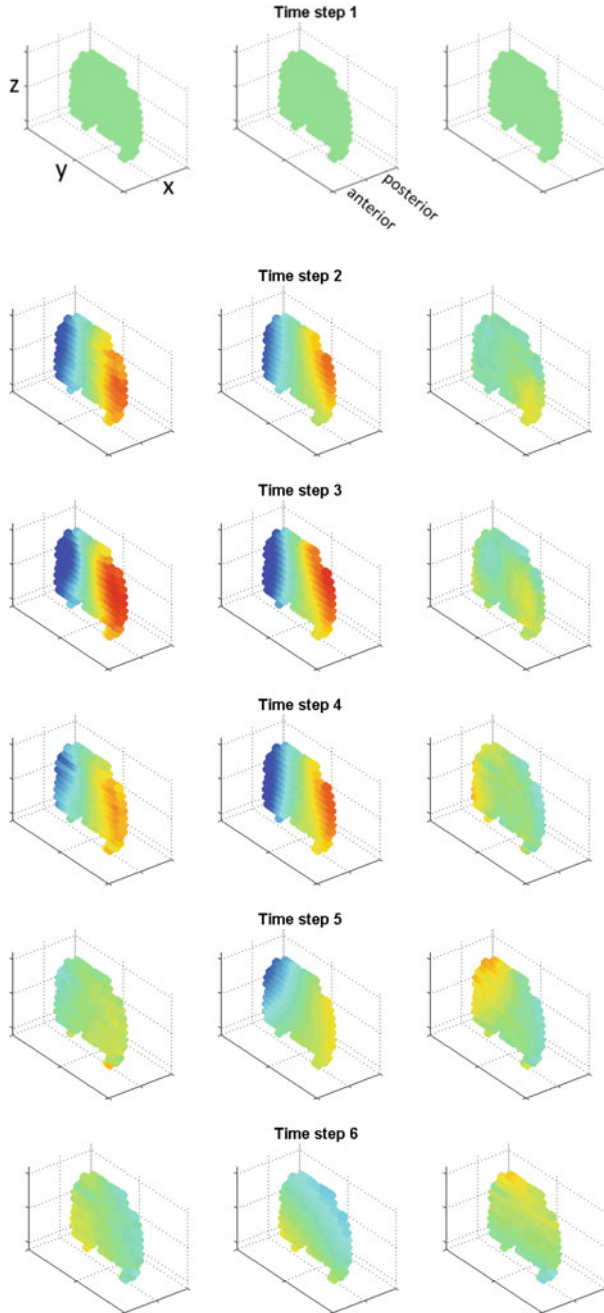 Time step 1
z
y
x
anterior
posterior
Time step 2
Time step 3
Time step 4
Time step 5
Time step 6